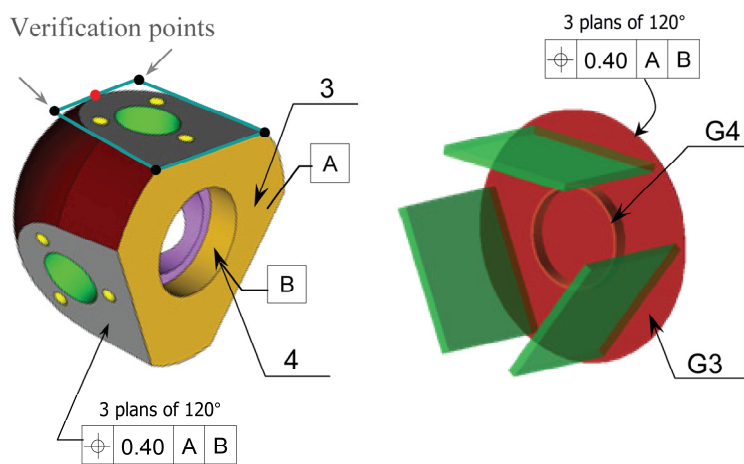 Verification points
3
A
B
4
3 plans of 120°
⌖ 0.40 A B
3 plans of 120°
⌖ 0.40 A B
G4
G3